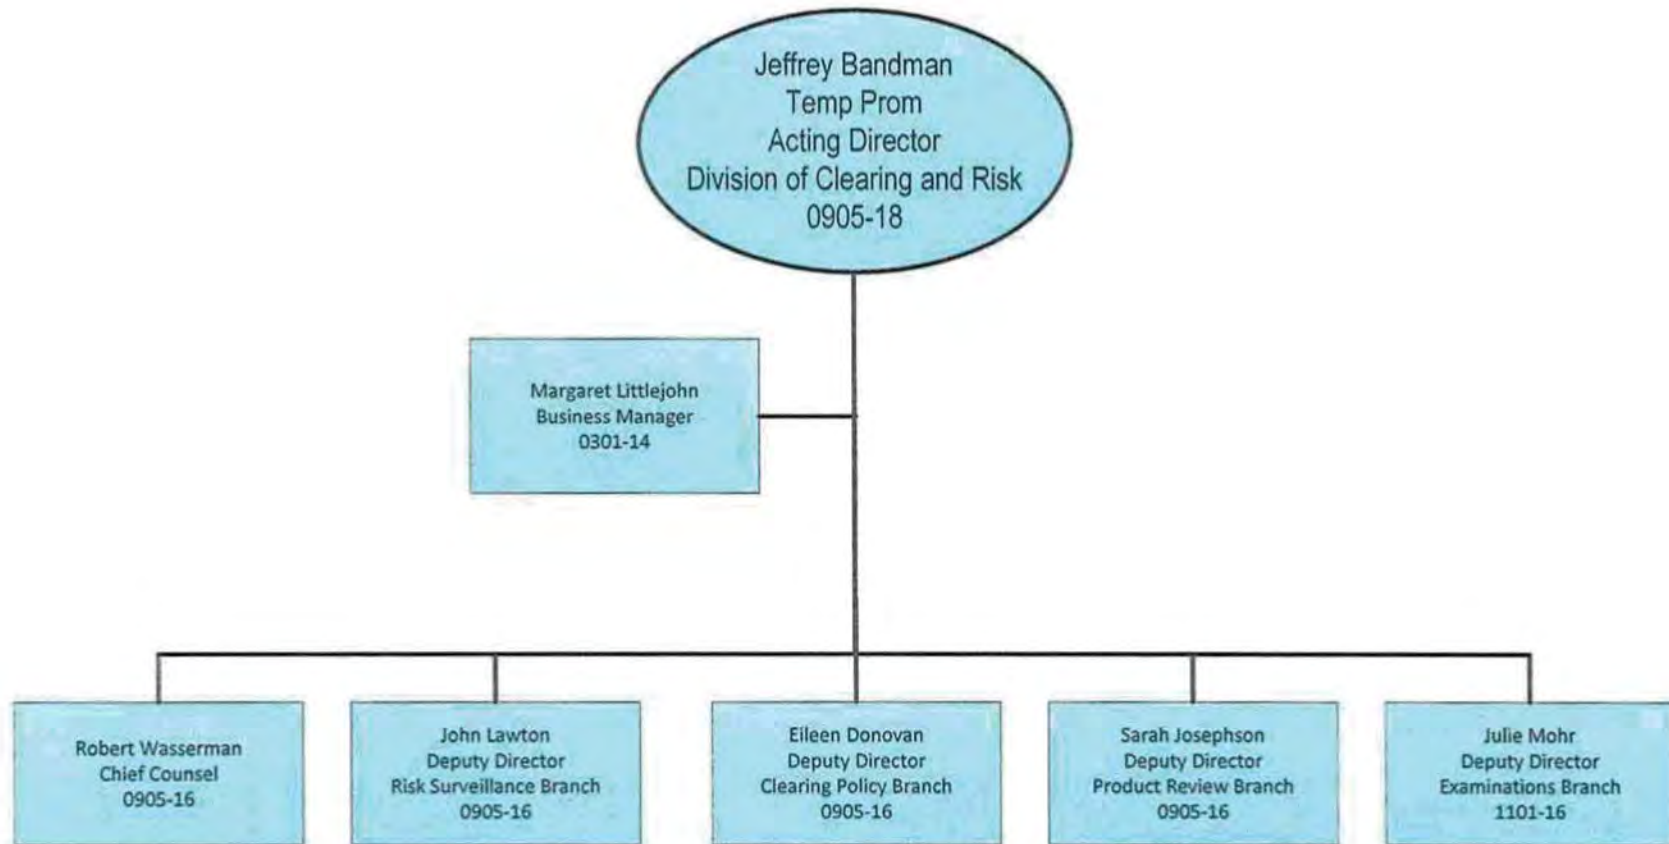 Jeffrey Bandman
Temp Prom
Acting Director
Division of Clearing and Risk
0905-18
Margaret Littlejohn
Business Manager
0301-14
Robert Wasserman
Chief Counsel
0905-16
John Lawton
Deputy Director
Risk Surveillance Branch
0905-16
Eileen Donovan
Deputy Director
Clearing Policy Branch
0905-16
Sarah Josephson
Deputy Director
Product Review Branch
0905-16
Julie Mohr
Deputy Director
Examinations Branch
1101-16